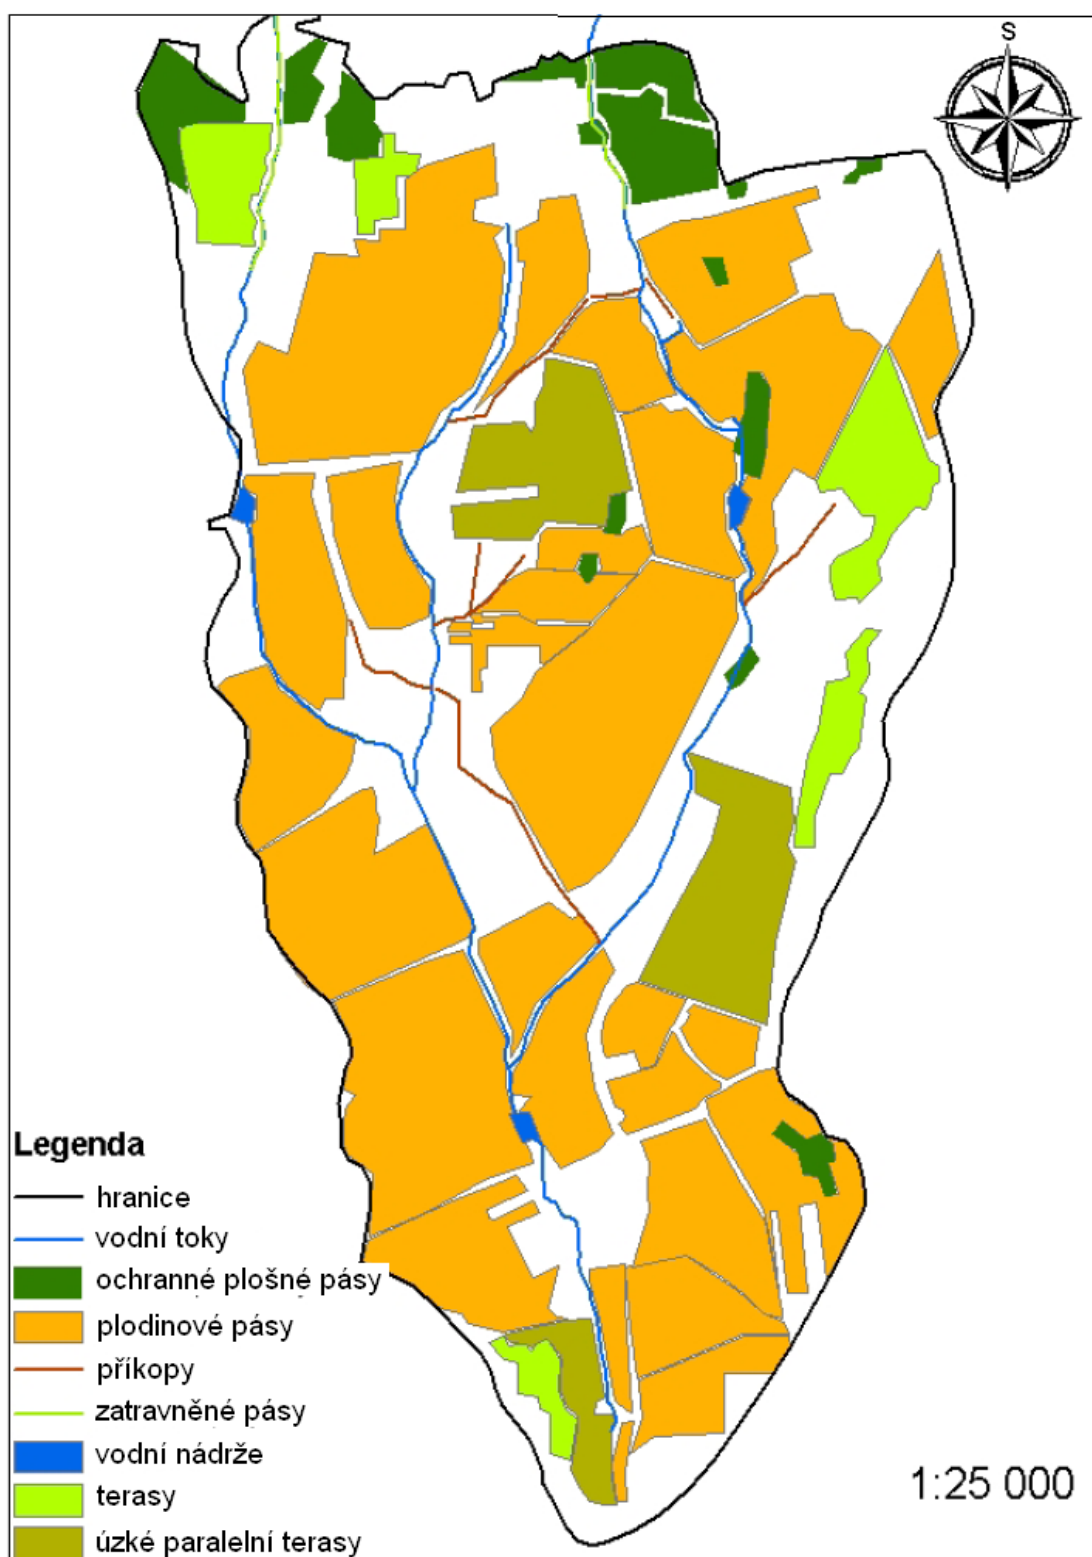 S
Legenda
hranice
vodní toky
ochranné plošné pásy
plodinové pásy
příkopy
zatravněné pásy
vodní nádrže
terasy
úzké paralelní terasy
1:25 000